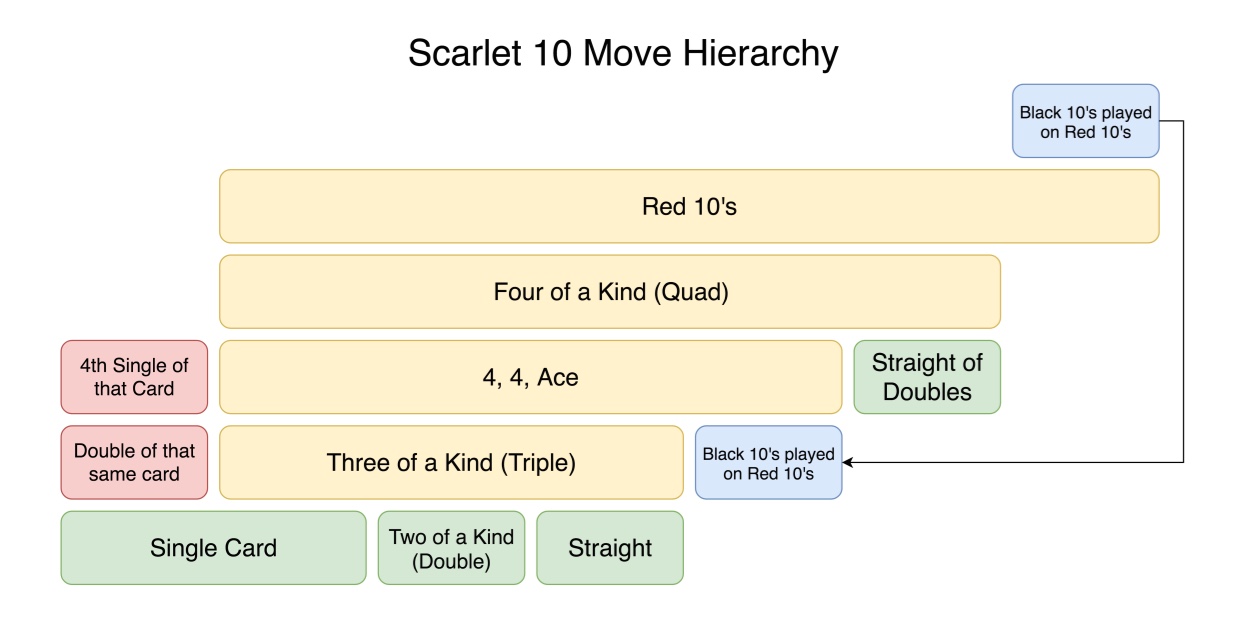 Scarlet 10 Move Hierarchy
Black 10's played
on Red 10's
Red 10's
Four of a Kind (Quad)
4th Single of
that Card
4, 4, Ace
Straight of
Doubles
Double of that
same card
Three of a Kind (Triple)
Black 10's played
on Red 10's
Single Card
Two of a Kind
(Double)
Straight